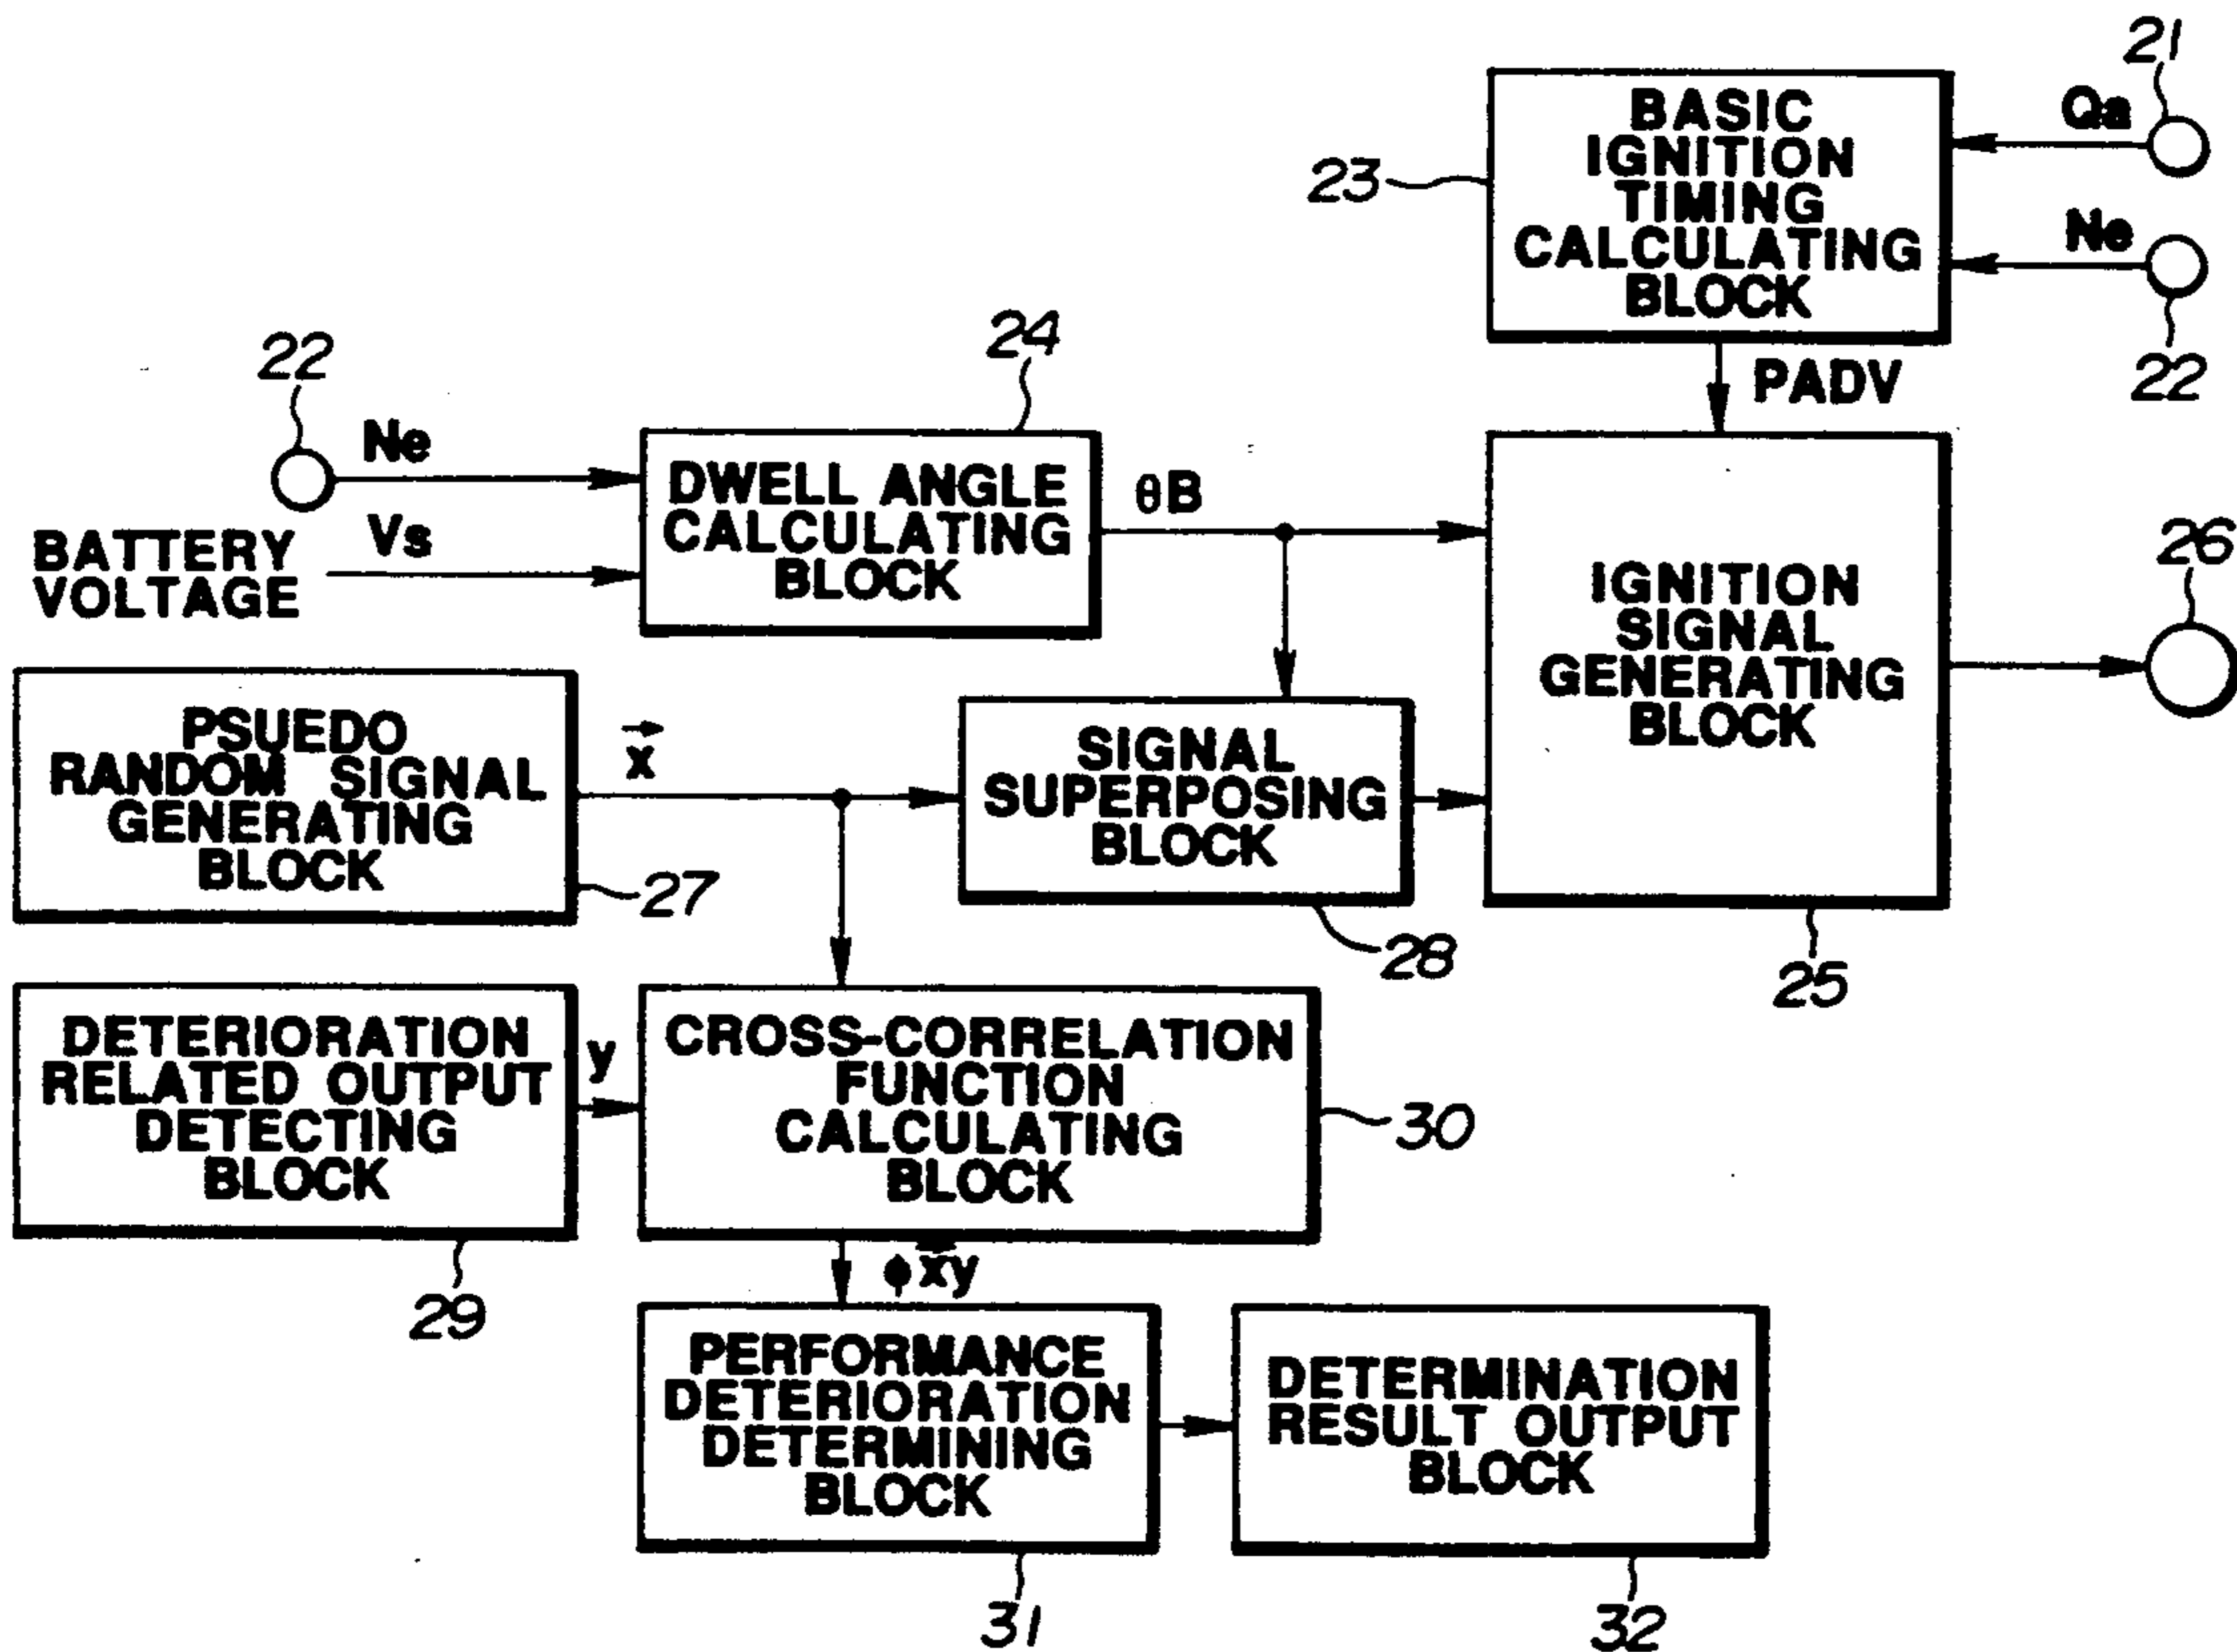 21
Qa
BASIC
IGNITION
TIMING
CALCULATING
BLOCK
23
Ne
22
PADV
24
22
Ne
DWELL ANGLE
CALCULATING
BLOCK
θB
Vs
BATTERY
VOLTAGE
26
IGNITION
SIGNAL
GENERATING
BLOCK
25
PSUEDO
RANDOM SIGNAL
GENERATING
BLOCK
27
x⃗
SIGNAL
SUPERPOSING
BLOCK
28
DETERIORATION
RELATED OUTPUT
DETECTING
BLOCK
29
y
CROSS-CORRELATION
FUNCTION
CALCULATING
BLOCK
30
ϕ x⃗y
PERFORMANCE
DETERIORATION
DETERMINING
BLOCK
31
DETERMINATION
RESULT OUTPUT
BLOCK
32